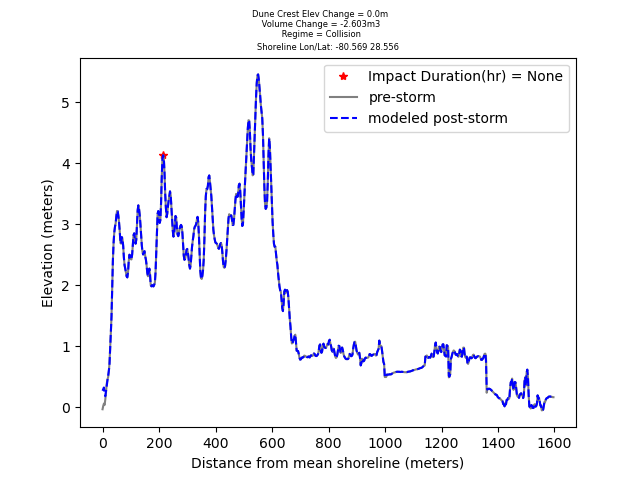 Dune Crest Elev Change = 0.0m
Volume Change = -2.603m3
Regime = Collision
Shoreline Lon/Lat: -80.569 28.556
Impact Duration(hr) = None
pre-storm
modeled post-storm
Elevation (meters)
5
4
3
2
1
0
0 200 400 600 800 1000 1200 1400 1600
Distance from mean shoreline (meters)